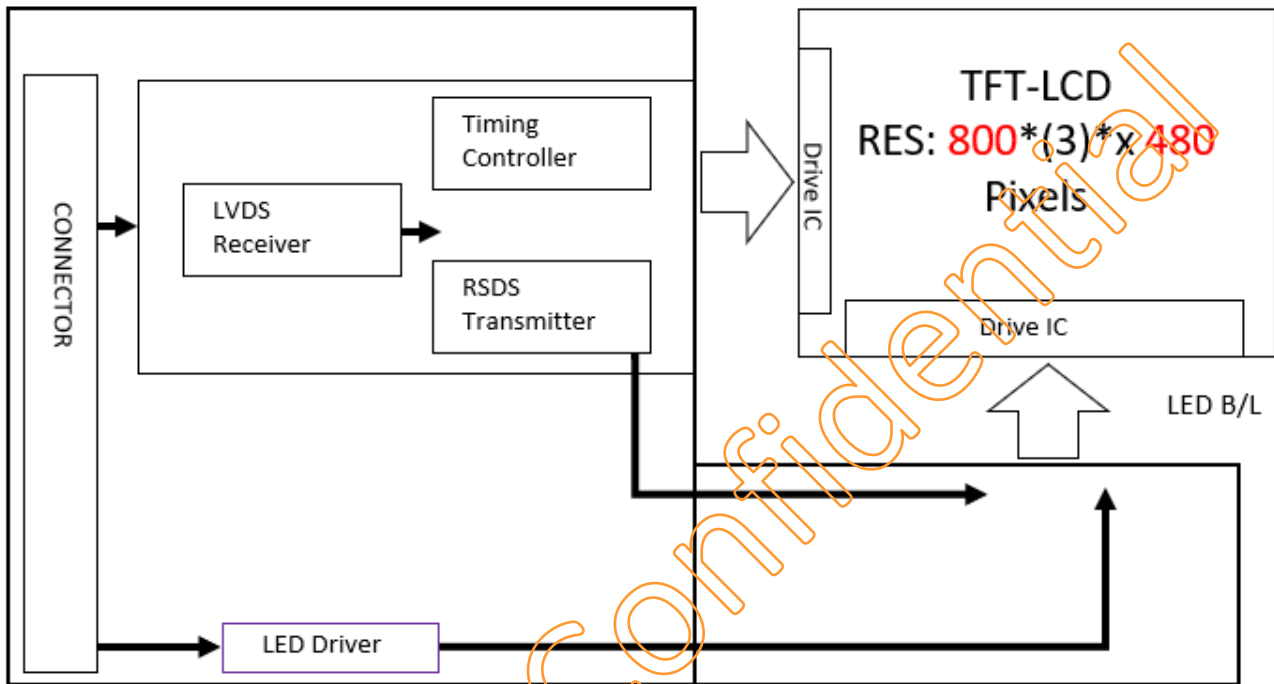 CONNECTOR
LVDS
Receiver
Timing
Controller
RSDS
Transmitter
LED Driver
Drive IC
TFT-LCD
RES: 800*(3)*x 480
Pixels
Drive IC
LED B/L
Confidential